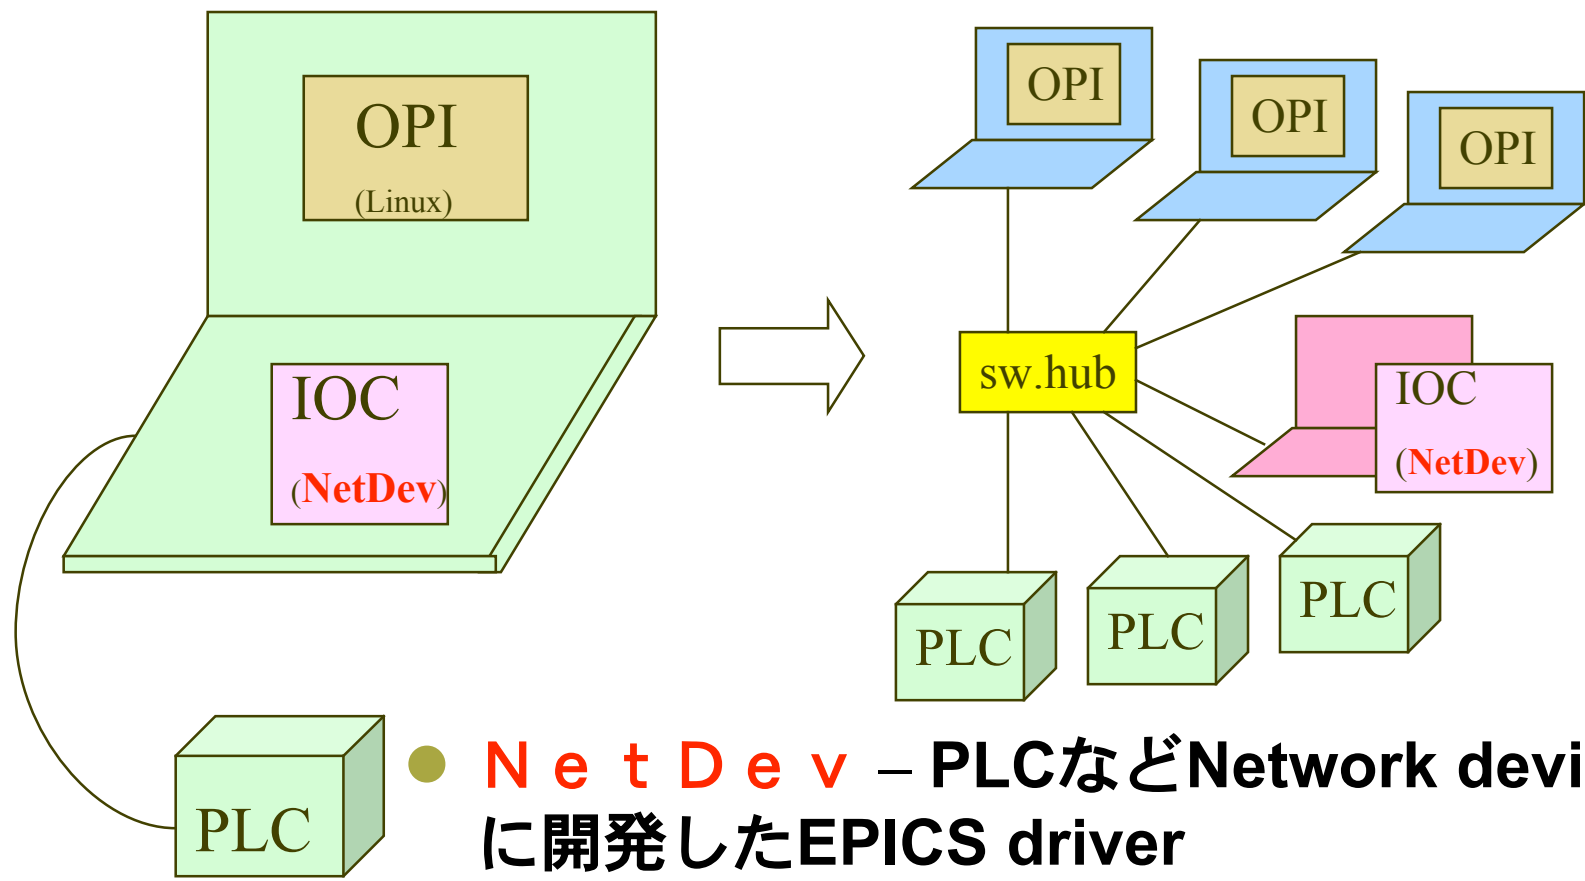 OPI
(Linux)
IOC
(NetDev)
PLC
OPI
OPI
OPI
sw.hub
IOC
(NetDev)
PLC
PLC
PLC
ＮｅｔＤｅｖ – PLCなどNetwork devi
に開発したEPICS driver